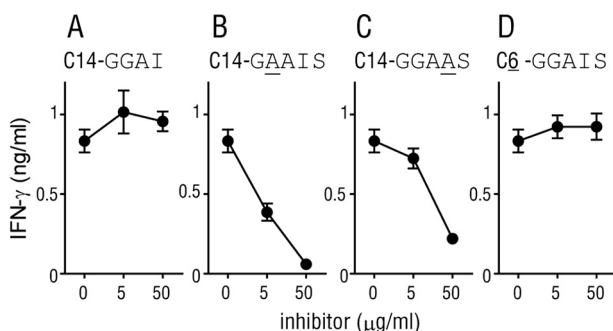 A B C D
C14-GGAI C14-GAAIS C14-GGAAS C6-GGAIS
IFN-γ (ng/ml)
1 1 1 1
0.5 0.5 0.5 0.5
0 0 0 0
0 5 50 0 5 50 0 5 50 0 5 50
inhibitor (μg/ml)